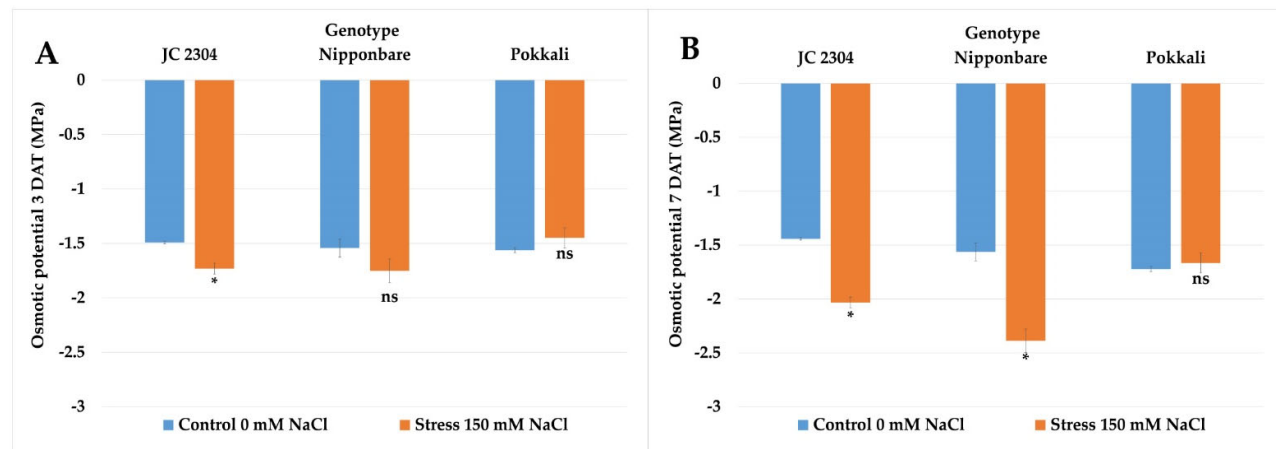 A
Genotype
JC 2304 Nipponbare Pokkali
Osmotic potential 3 DAT (MPa)
0
-0.5
-1
-1.5
-2
-2.5
-3
*
ns
ns
Control 0 mM NaCl Stress 150 mM NaCl
B
Genotype
JC 2304 Nipponbare Pokkali
Osmotic potential 7 DAT (MPa)
0
-0.5
-1
-1.5
-2
-2.5
-3
*
*
ns
Control 0 mM NaCl Stress 150 mM NaCl